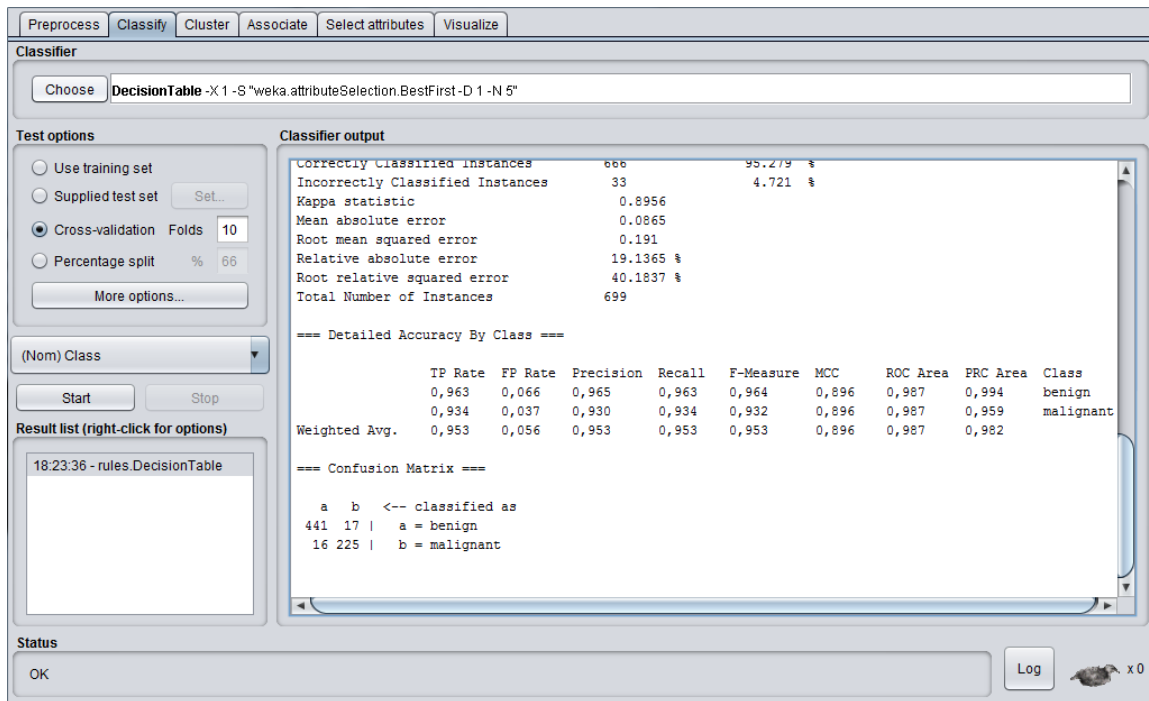 Preprocess Classify Cluster Associate Select attributes Visualize
Classifier
Choose DecisionTable -X 1 -S "weka.attributeSelection.BestFirst -D 1 -N 5"
Test options
Use training set
Supplied test set Set...
Cross-validation Folds 10
Percentage split % 66
More options...
(Nom) Class
Start Stop
Result list (right-click for options)
18:23:36 - rules.DecisionTable
Classifier output
Correctly Classified Instances 666 95.279 %
Incorrectly Classified Instances 33 4.721 %
Kappa statistic 0.8956
Mean absolute error 0.0865
Root mean squared error 0.191
Relative absolute error 19.1365 %
Root relative squared error 40.1837 %
Total Number of Instances 699
=== Detailed Accuracy By Class ===
TP Rate FP Rate Precision Recall F-Measure MCC ROC Area PRC Area Class
0,963 0,066 0,965 0,963 0,964 0,896 0,987 0,994 benign
0,934 0,037 0,930 0,934 0,932 0,896 0,987 0,959 malignant
Weighted Avg. 0,953 0,056 0,953 0,953 0,953 0,896 0,987 0,982
=== Confusion Matrix ===
a b <-- classified as
441 17 | a = benign
16 225 | b = malignant
Status
OK
Log
x 0